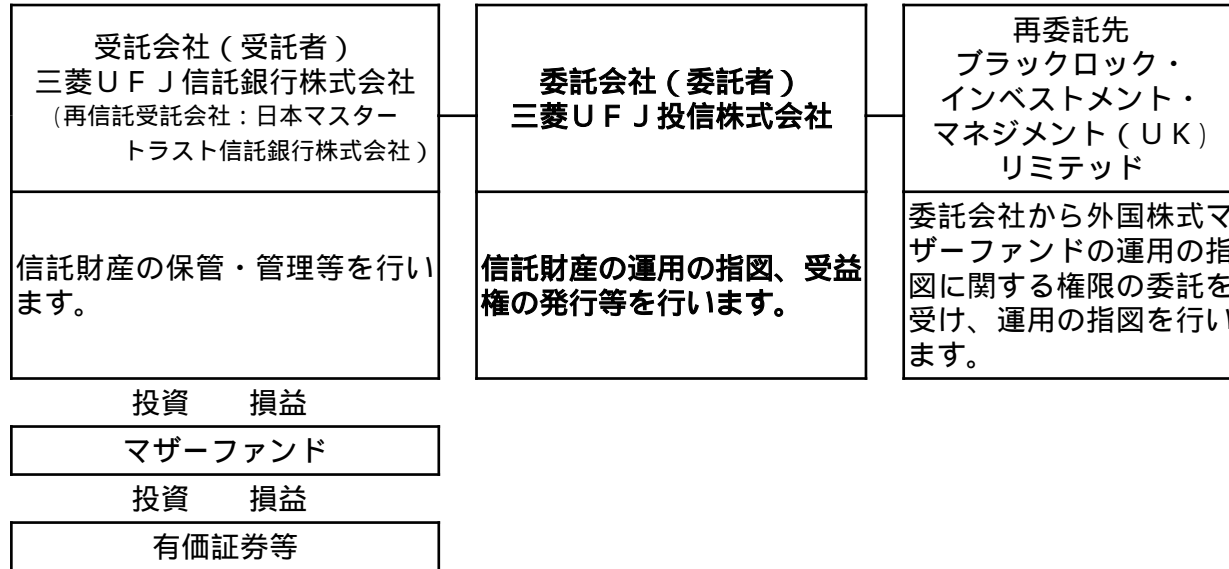 受託会社（受託者）
三菱ＵＦＪ信託銀行株式会社
（再信託受託会社：日本マスター
トラスト信託銀行株式会社）
信託財産の保管・管理等を行い
ます。
委託会社（委託者）
三菱ＵＦＪ投信株式会社
信託財産の運用の指図、受益
権の発行等を行います。
再委託先
ブラックロック・
インベストメント・
マネジメント（ＵＫ）
リミテッド
委託会社から外国株式マ
ザーファンドの運用の指
図に関する権限の委託を
受け、運用の指図を行い
ます。
投資　損益
マザーファンド
投資　損益
有価証券等